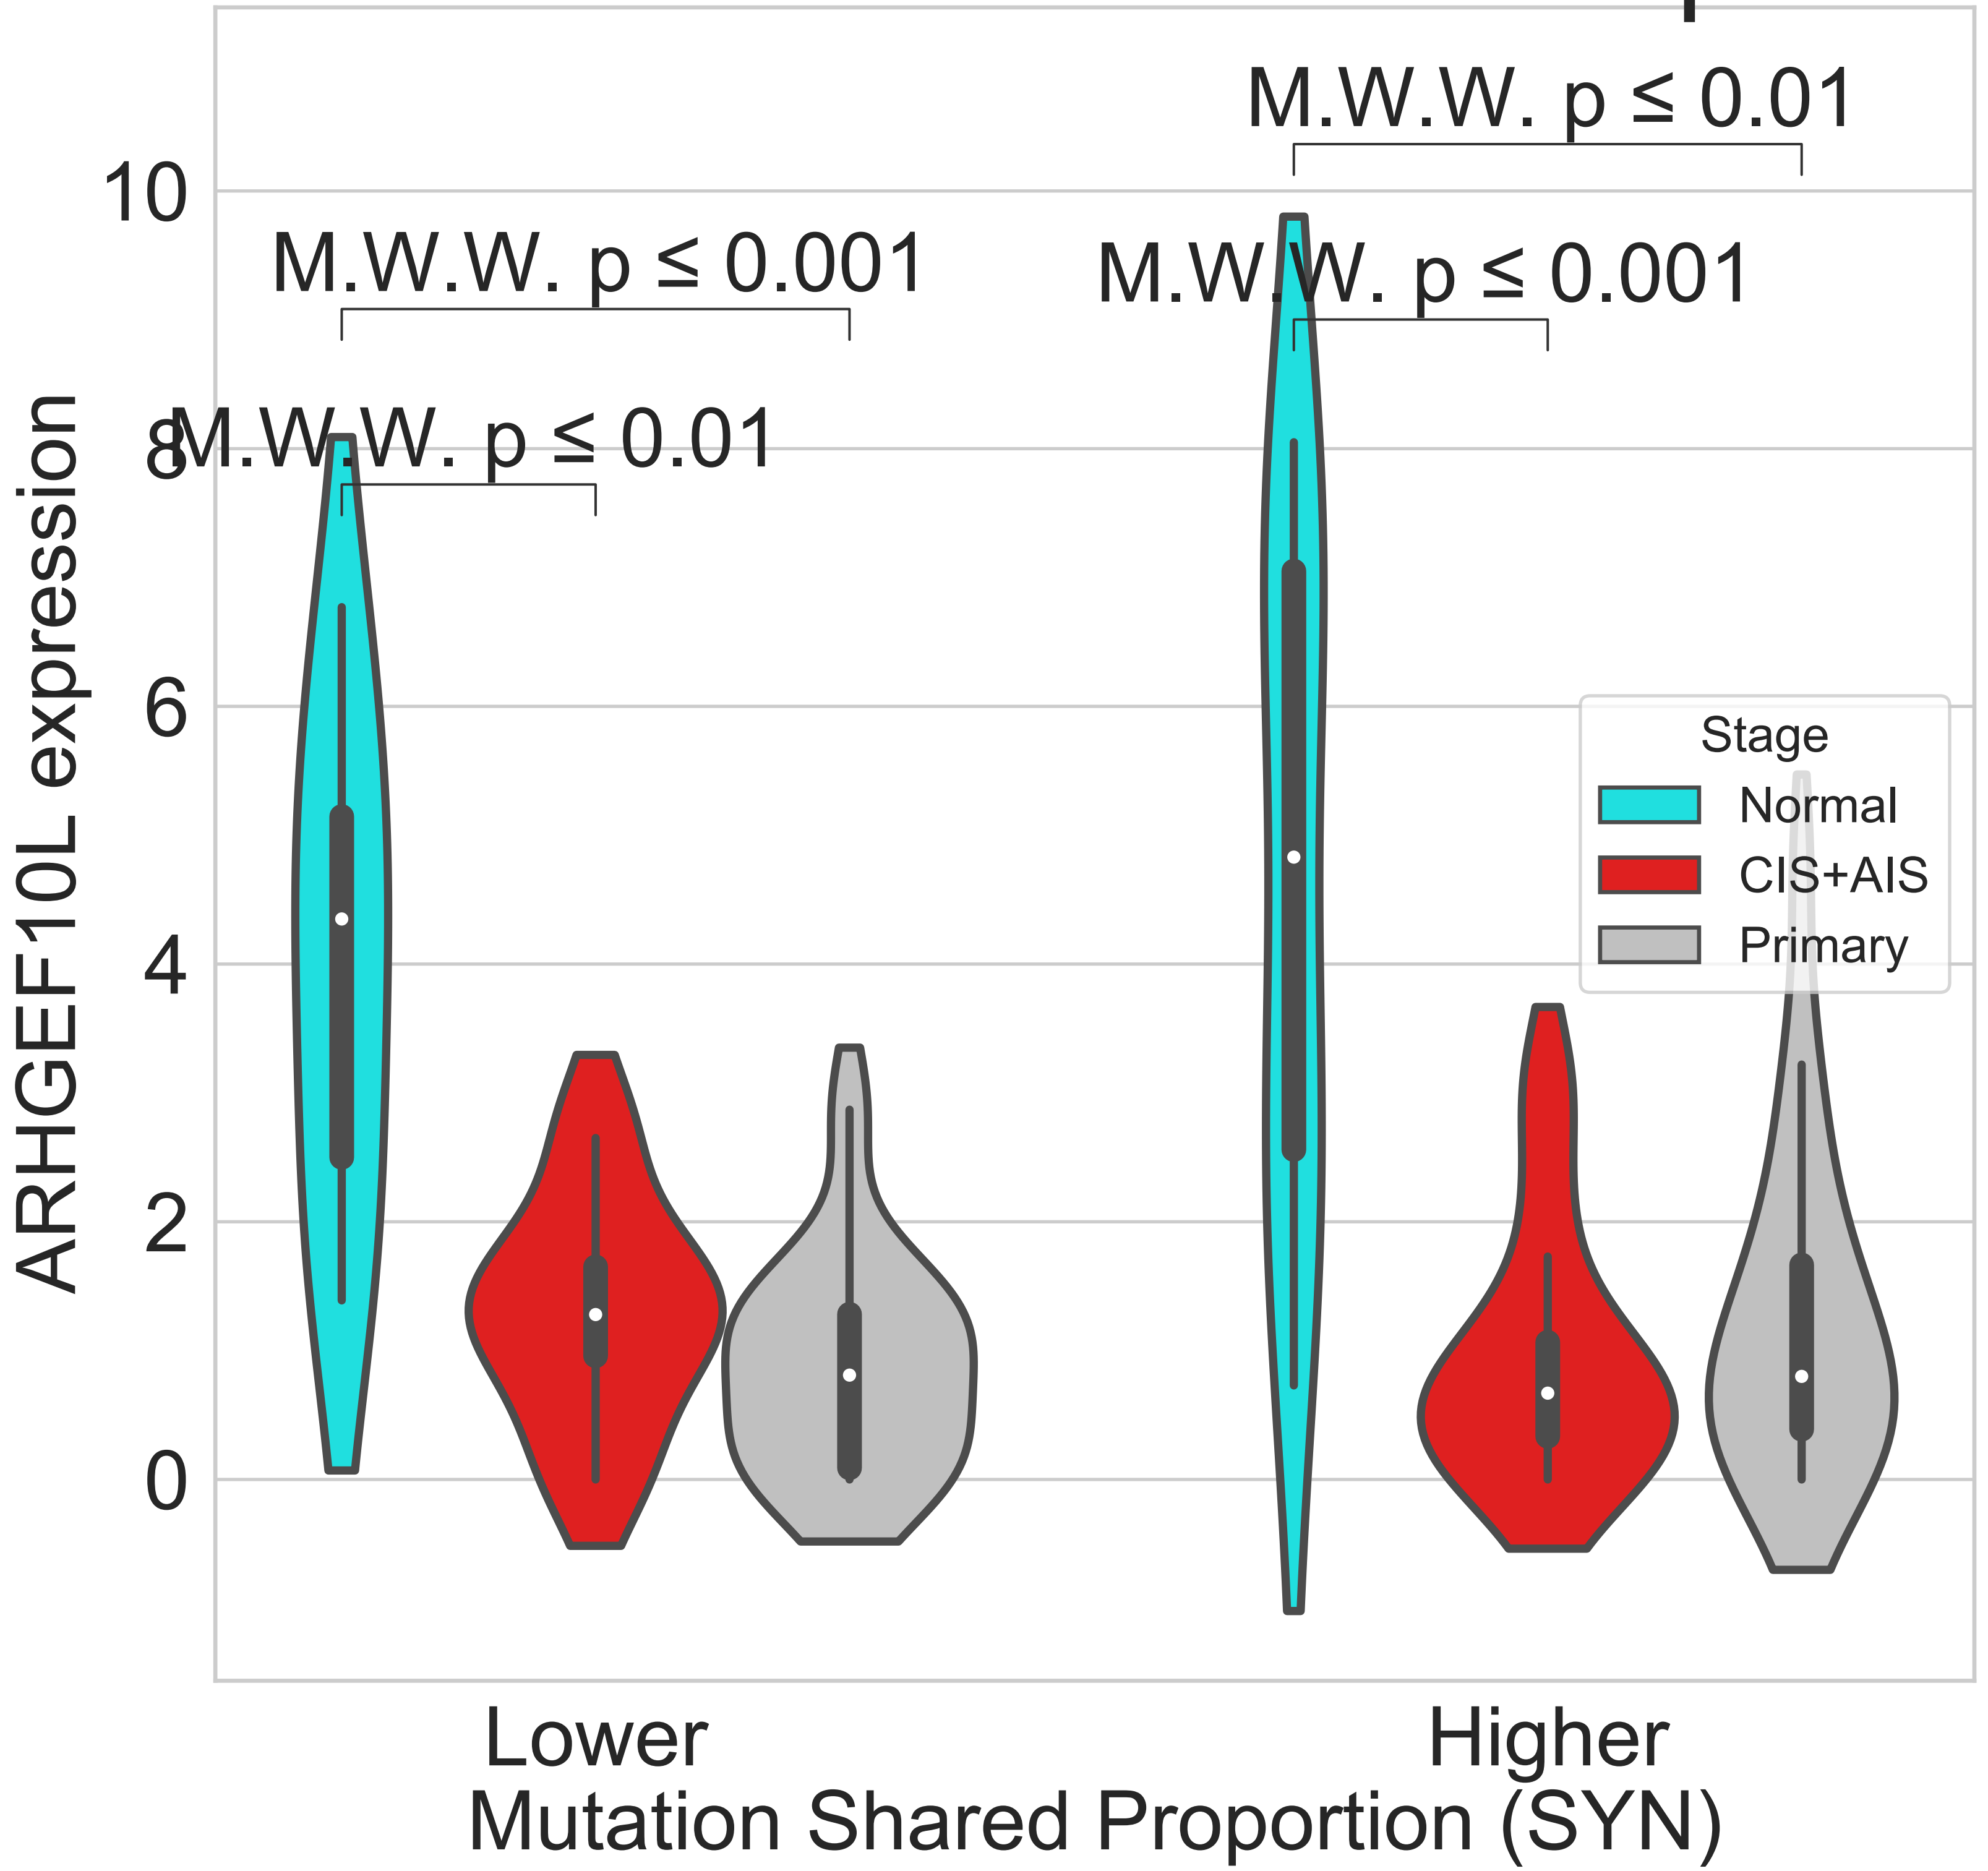 M.W.W. p ≤ 0.01
10
M.W.W. p ≤ 0.001
M.W.W. p ≤ 0.001
8
M.W.W. p ≤ 0.01
ARHGEF10L expression
6
Stage
Normal
CIS+AIS
Primary
4
2
0
Lower
Higher
Mutation Shared Proportion (SYN)